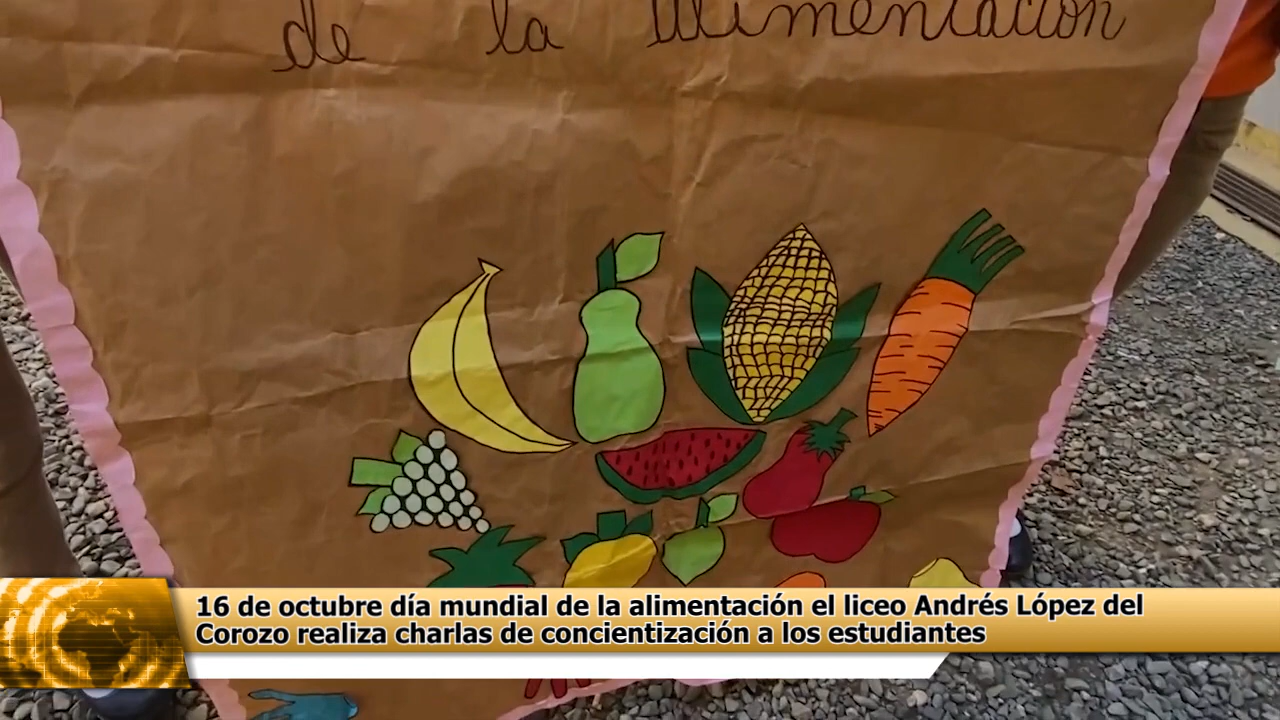 de la alimentación
16 de octubre día mundial de la alimentación el liceo Andrés López del
Corozo realiza charlas de concientización a los estudiantes